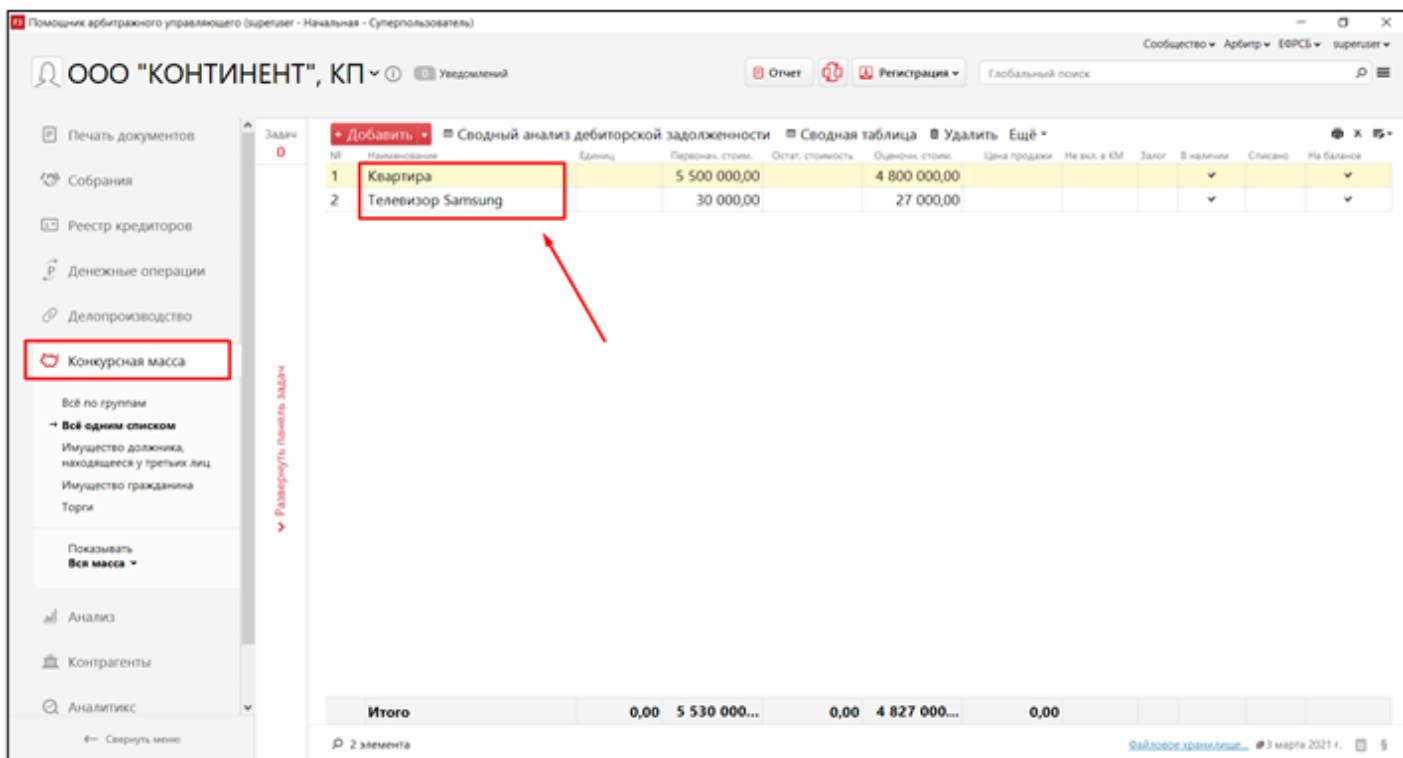 Помощник арбитражного управляющего (superuser - Начальная - Суперпользователь)
Сообщество Арбитр ЕФРСБ superuser
ООО "КОНТИНЕНТ", КП 0 Уведомлений Отчет Регистрация Глобальный поиск
Печать документов
Собрания
Реестр кредиторов
Денежные операции
Делопроизводство
Конкурсная масса
Всё по группам
→ Всё одним списком
Имущество должника,
находящееся у третьих лиц
Имущество гражданина
Торги
Показывать
Вся масса
Анализ
Контрагенты
Аналитикс
← Свернуть меню
Задач
0
Развернуть панель задач
+ Добавить Сводный анализ дебиторской задолженности Сводная таблица Удалить Ещё
№ Наименование Единиц Первонач. стоим. Остат. стоимость Оценочн. стоим. Цена продажи Не вкл. в КМ Залог В наличии Списано На балансе
1 Квартира 5 500 000,00 4 800 000,00
2 Телевизор Samsung 30 000,00 27 000,00
Итого 0,00 5 530 000... 0,00 4 827 000... 0,00
2 элемента Файловое хранилище... 3 марта 2021 г. §